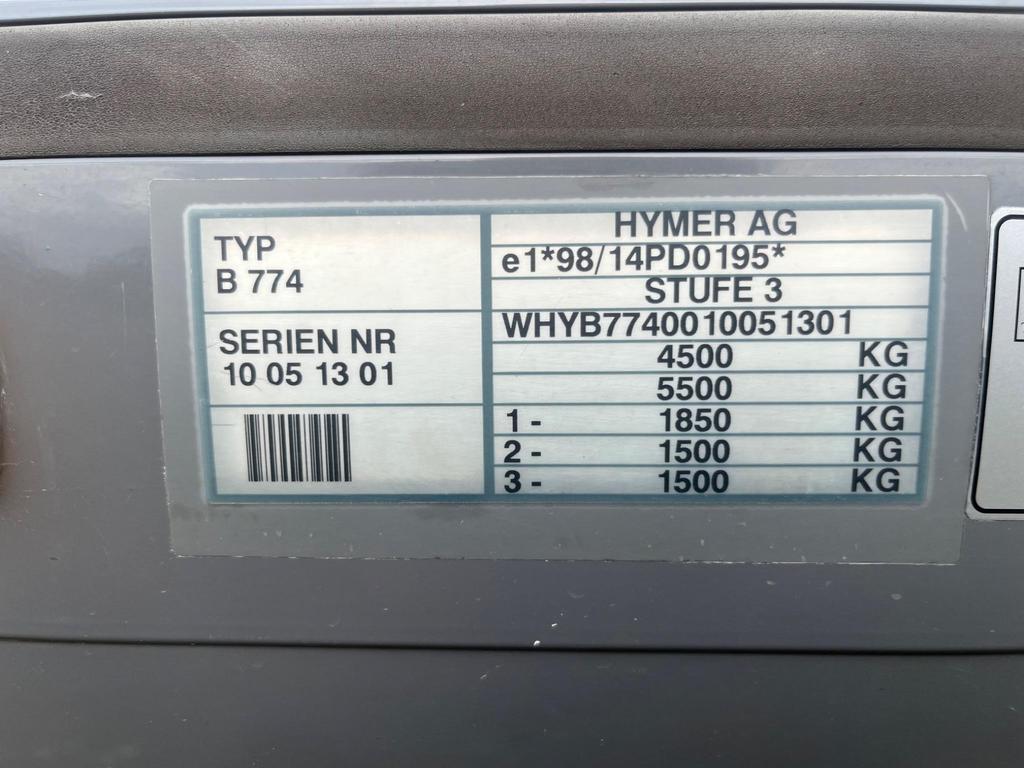 TYP
B 774
SERIEN NR
10 05 13 01
HYMER AG
e1*98/14PD0195*
STUFE 3
WHYB7740010051301
4500 KG
5500 KG
1 - 1850 KG
2 - 1500 KG
3 - 1500 KG